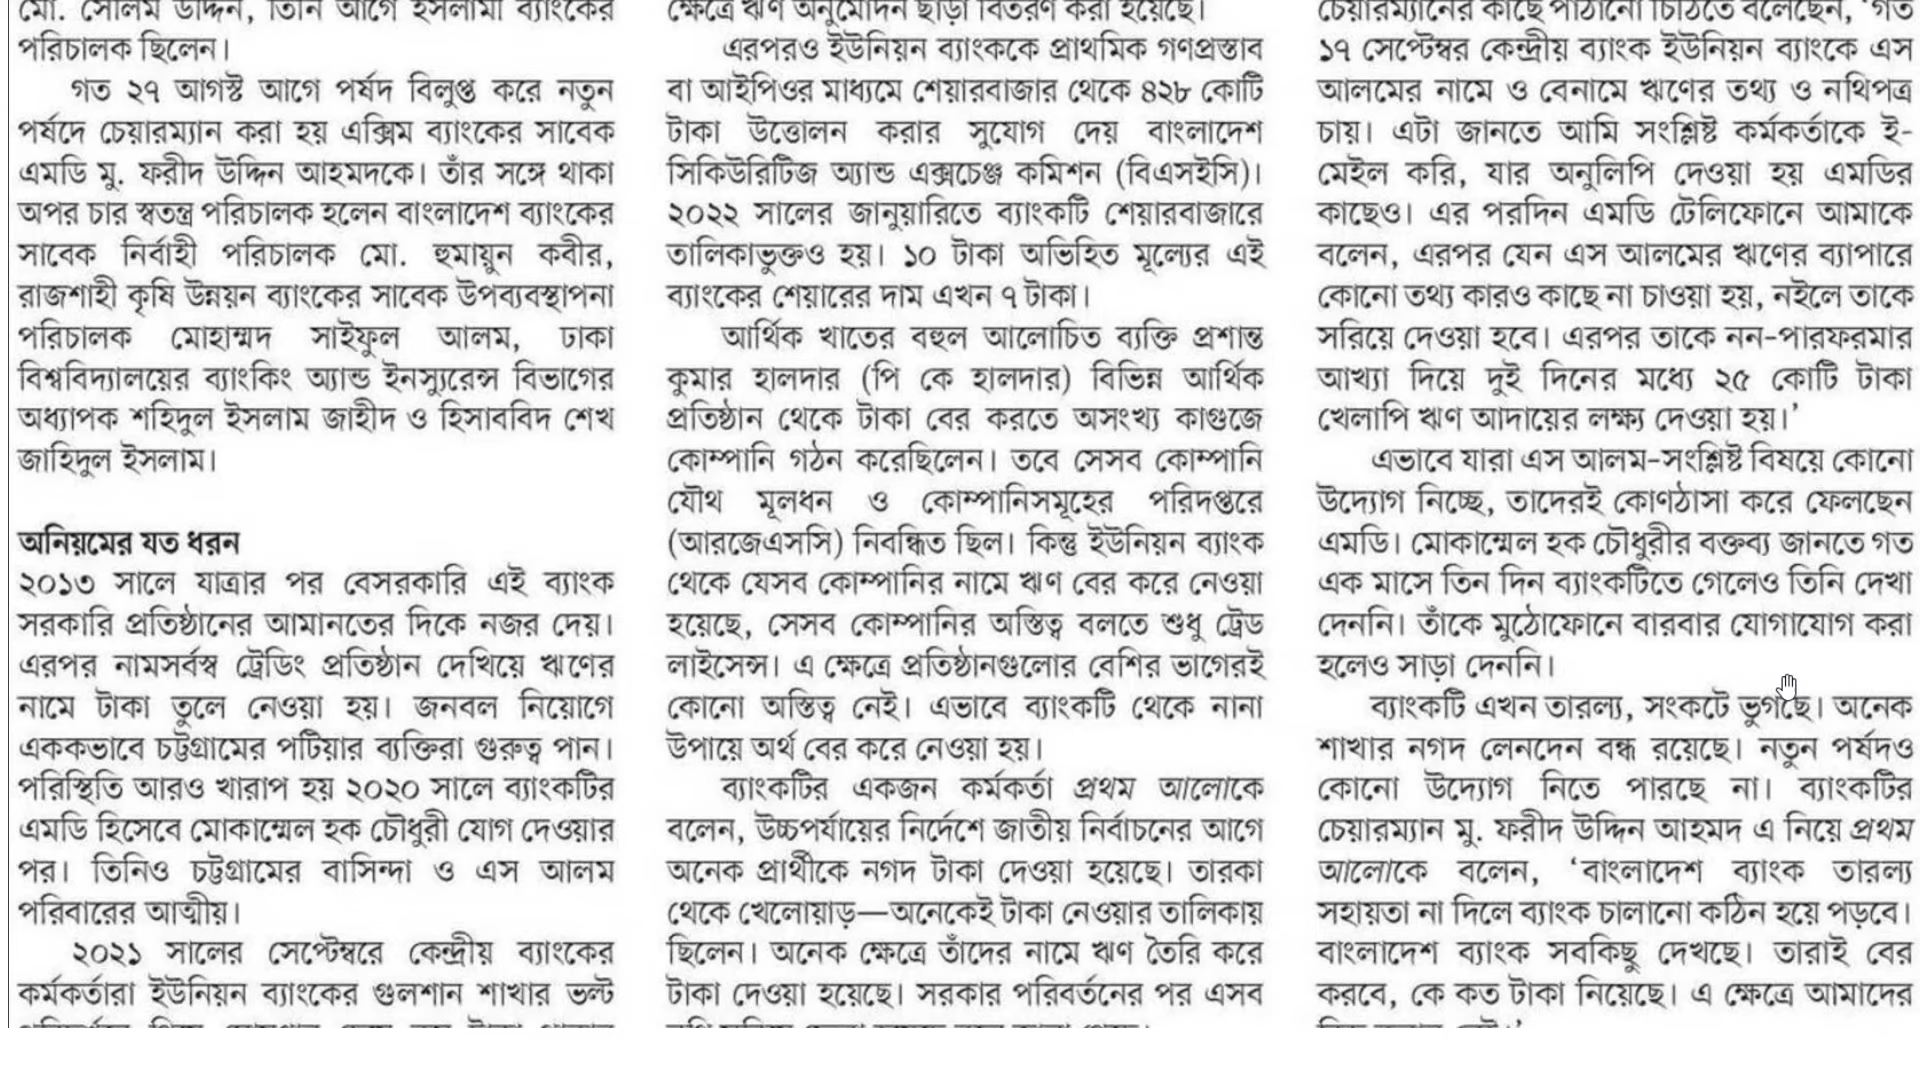 মো. সেলিম উদ্দিন, তিনি আগে ইসলামী ব্যাংকের
পরিচালক ছিলেন।
গত ২৭ আগস্ট আগে পর্ষদ বিলুপ্ত করে নতুন
পর্ষদে চেয়ারম্যান করা হয় এক্সিম ব্যাংকের সাবেক
এমডি মু. ফরীদ উদ্দিন আহমদকে। তাঁর সঙ্গে থাকা
অপর চার স্বতন্ত্র পরিচালক হলেন বাংলাদেশ ব্যাংকের
সাবেক নির্বাহী পরিচালক মো. হুমায়ুন কবীর,
রাজশাহী কৃষি উন্নয়ন ব্যাংকের সাবেক উপব্যবস্থাপনা
পরিচালক মোহাম্মদ সাইফুল আলম, ঢাকা
বিশ্ববিদ্যালয়ের ব্যাংকিং অ্যান্ড ইনস্যুরেন্স বিভাগের
অধ্যাপক শহিদুল ইসলাম জাহীদ ও হিসাববিদ শেখ
জাহিদুল ইসলাম।
অনিয়মের যত ধরন
২০১৩ সালে যাত্রার পর বেসরকারি এই ব্যাংক
সরকারি প্রতিষ্ঠানের আমানতের দিকে নজর দেয়।
এরপর নামসর্বস্ব ট্রেডিং প্রতিষ্ঠান দেখিয়ে ঋণের
নামে টাকা তুলে নেওয়া হয়। জনবল নিয়োগে
এককভাবে চট্টগ্রামের পটিয়ার ব্যক্তিরা গুরুত্ব পান।
পরিস্থিতি আরও খারাপ হয় ২০২০ সালে ব্যাংকটির
এমডি হিসেবে মোকাম্মেল হক চৌধুরী যোগ দেওয়ার
পর। তিনিও চট্টগ্রামের বাসিন্দা ও এস আলম
পরিবারের আত্মীয়।
২০২১ সালের সেপ্টেম্বরে কেন্দ্রীয় ব্যাংকের
কর্মকর্তারা ইউনিয়ন ব্যাংকের গুলশান শাখার ভল্ট
ক্ষেত্রে ঋণ অনুমোদন ছাড়া বিতরণ করা হয়েছে।
এরপরও ইউনিয়ন ব্যাংককে প্রাথমিক গণপ্রস্তাব
বা আইপিওর মাধ্যমে শেয়ারবাজার থেকে ৪২৮ কোটি
টাকা উত্তোলন করার সুযোগ দেয় বাংলাদেশ
সিকিউরিটিজ অ্যান্ড এক্সচেঞ্জ কমিশন (বিএসইসি)।
২০২২ সালের জানুয়ারিতে ব্যাংকটি শেয়ারবাজারে
তালিকাভুক্তও হয়। ১০ টাকা অভিহিত মূল্যের এই
ব্যাংকের শেয়ারের দাম এখন ৭ টাকা।
আর্থিক খাতের বহুল আলোচিত ব্যক্তি প্রশান্ত
কুমার হালদার (পি কে হালদার) বিভিন্ন আর্থিক
প্রতিষ্ঠান থেকে টাকা বের করতে অসংখ্য কাগুজে
কোম্পানি গঠন করেছিলেন। তবে সেসব কোম্পানি
যৌথ মূলধন ও কোম্পানিসমূহের পরিদপ্তরে
(আরজেএসসি) নিবন্ধিত ছিল। কিন্তু ইউনিয়ন ব্যাংক
থেকে যেসব কোম্পানির নামে ঋণ বের করে নেওয়া
হয়েছে, সেসব কোম্পানির অস্তিত্ব বলতে শুধু ট্রেড
লাইসেন্স। এ ক্ষেত্রে প্রতিষ্ঠানগুলোর বেশির ভাগেরই
কোনো অস্তিত্ব নেই। এভাবে ব্যাংকটি থেকে নানা
উপায়ে অর্থ বের করে নেওয়া হয়।
ব্যাংকটির একজন কর্মকর্তা প্রথম আলোকে
বলেন, উচ্চপর্যায়ের নির্দেশে জাতীয় নির্বাচনের আগে
অনেক প্রার্থীকে নগদ টাকা দেওয়া হয়েছে। তারকা
থেকে খেলোয়াড়—অনেকেই টাকা নেওয়ার তালিকায়
ছিলেন। অনেক ক্ষেত্রে তাঁদের নামে ঋণ তৈরি করে
টাকা দেওয়া হয়েছে। সরকার পরিবর্তনের পর এসব
চেয়ারম্যানের কাছে পাঠানো চিঠিতে বলেছেন, ‘গত
১৭ সেপ্টেম্বর কেন্দ্রীয় ব্যাংক ইউনিয়ন ব্যাংকে এস
আলমের নামে ও বেনামে ঋণের তথ্য ও নথিপত্র
চায়। এটা জানতে আমি সংশ্লিষ্ট কর্মকর্তাকে ই-
মেইল করি, যার অনুলিপি দেওয়া হয় এমডির
কাছেও। এর পরদিন এমডি টেলিফোনে আমাকে
বলেন, এরপর যেন এস আলমের ঋণের ব্যাপারে
কোনো তথ্য কারও কাছে না চাওয়া হয়, নইলে তাকে
সরিয়ে দেওয়া হবে। এরপর তাকে নন-পারফরমার
আখ্যা দিয়ে দুই দিনের মধ্যে ২৫ কোটি টাকা
খেলাপি ঋণ আদায়ের লক্ষ্য দেওয়া হয়।’
এভাবে যারা এস আলম-সংশ্লিষ্ট বিষয়ে কোনো
উদ্যোগ নিচ্ছে, তাদেরই কোণঠাসা করে ফেলছেন
এমডি। মোকাম্মেল হক চৌধুরীর বক্তব্য জানতে গত
এক মাসে তিন দিন ব্যাংকটিতে গেলেও তিনি দেখা
দেননি। তাঁকে মুঠোফোনে বারবার যোগাযোগ করা
হলেও সাড়া দেননি।
ব্যাংকটি এখন তারল্য, সংকটে ভুগছে। অনেক
শাখার নগদ লেনদেন বন্ধ রয়েছে। নতুন পর্ষদও
কোনো উদ্যোগ নিতে পারছে না। ব্যাংকটির
চেয়ারম্যান মু. ফরীদ উদ্দিন আহমদ এ নিয়ে প্রথম
আলোকে বলেন, ‘বাংলাদেশ ব্যাংক তারল্য
সহায়তা না দিলে ব্যাংক চালানো কঠিন হয়ে পড়বে।
বাংলাদেশ ব্যাংক সবকিছু দেখছে। তারাই বের
করবে, কে কত টাকা নিয়েছে। এ ক্ষেত্রে আমাদের